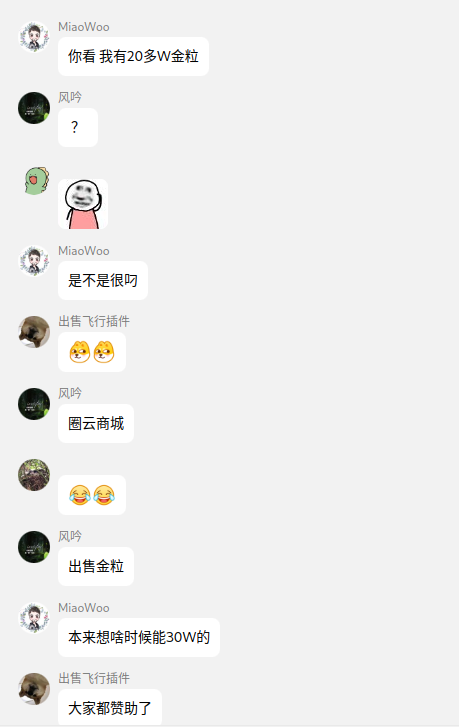 MiaoWoo
你看 我有20多W金粒
风吟
？
MiaoWoo
是不是很叼
出售飞行插件
风吟
圈云商城
风吟
出售金粒
MiaoWoo
本来想啥时候能30W的
出售飞行插件
大家都赞助了